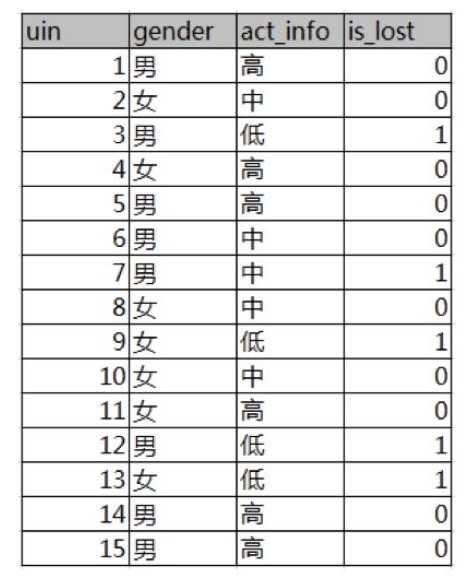 uin gender act_info is_lost
1 男 高 0
2 女 中 0
3 男 低 1
4 女 高 0
5 男 高 0
6 男 中 0
7 男 中 1
8 女 中 0
9 女 低 1
10 女 中 0
11 女 高 0
12 男 低 1
13 女 低 1
14 男 高 0
15 男 高 0